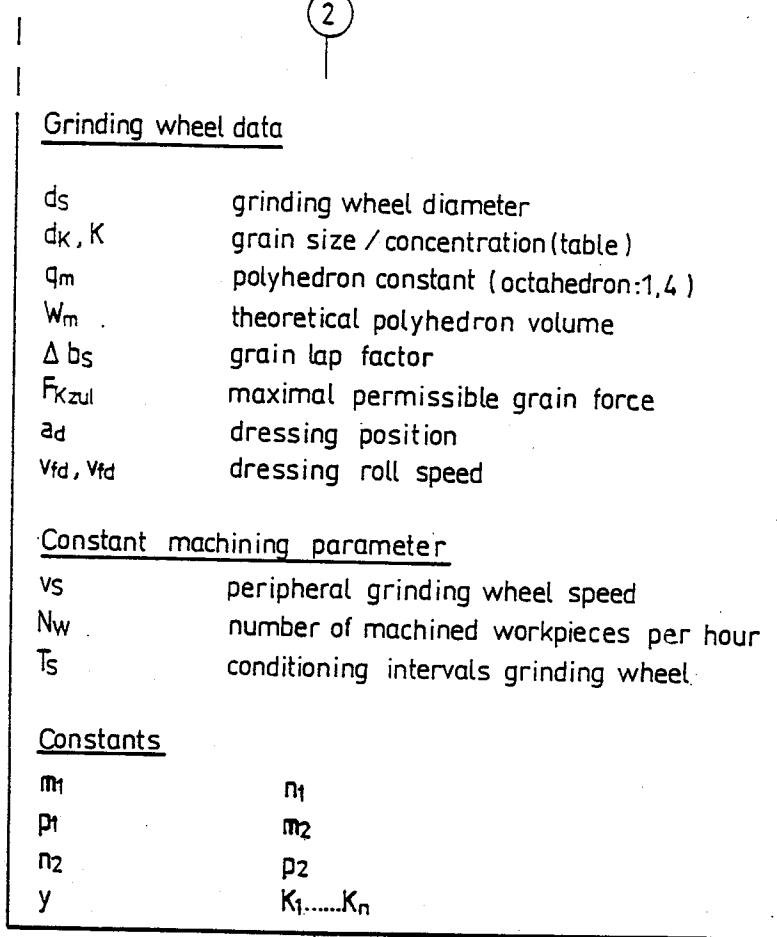 2
Grinding wheel data
ds grinding wheel diameter
dK, K grain size / concentration (table)
qm polyhedron constant (octahedron: 1,4)
Wm theoretical polyhedron volume
Δ bs grain lap factor
FKzul maximal permissible grain force
ad dressing position
vfd, vfd dressing roll speed
Constant machining parameter
vs peripheral grinding wheel speed
Nw number of machined workpieces per hour
Ts conditioning intervals grinding wheel
Constants
m1 n1
p1 m2
n2 p2
y K1......Kn